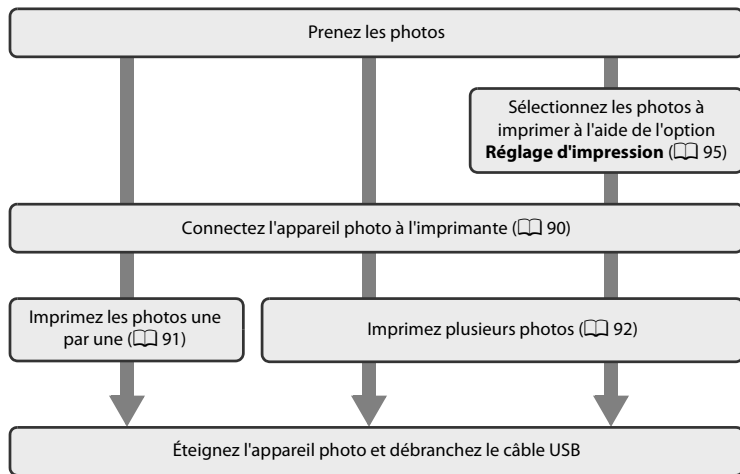 Prenez les photos
Sélectionnez les photos à
imprimer à l'aide de l'option
Réglage d'impression (📖 95)
Connectez l'appareil photo à l'imprimante (📖 90)
Imprimez les photos une
par une (📖 91)
Imprimez plusieurs photos (📖 92)
Éteignez l'appareil photo et débranchez le câble USB